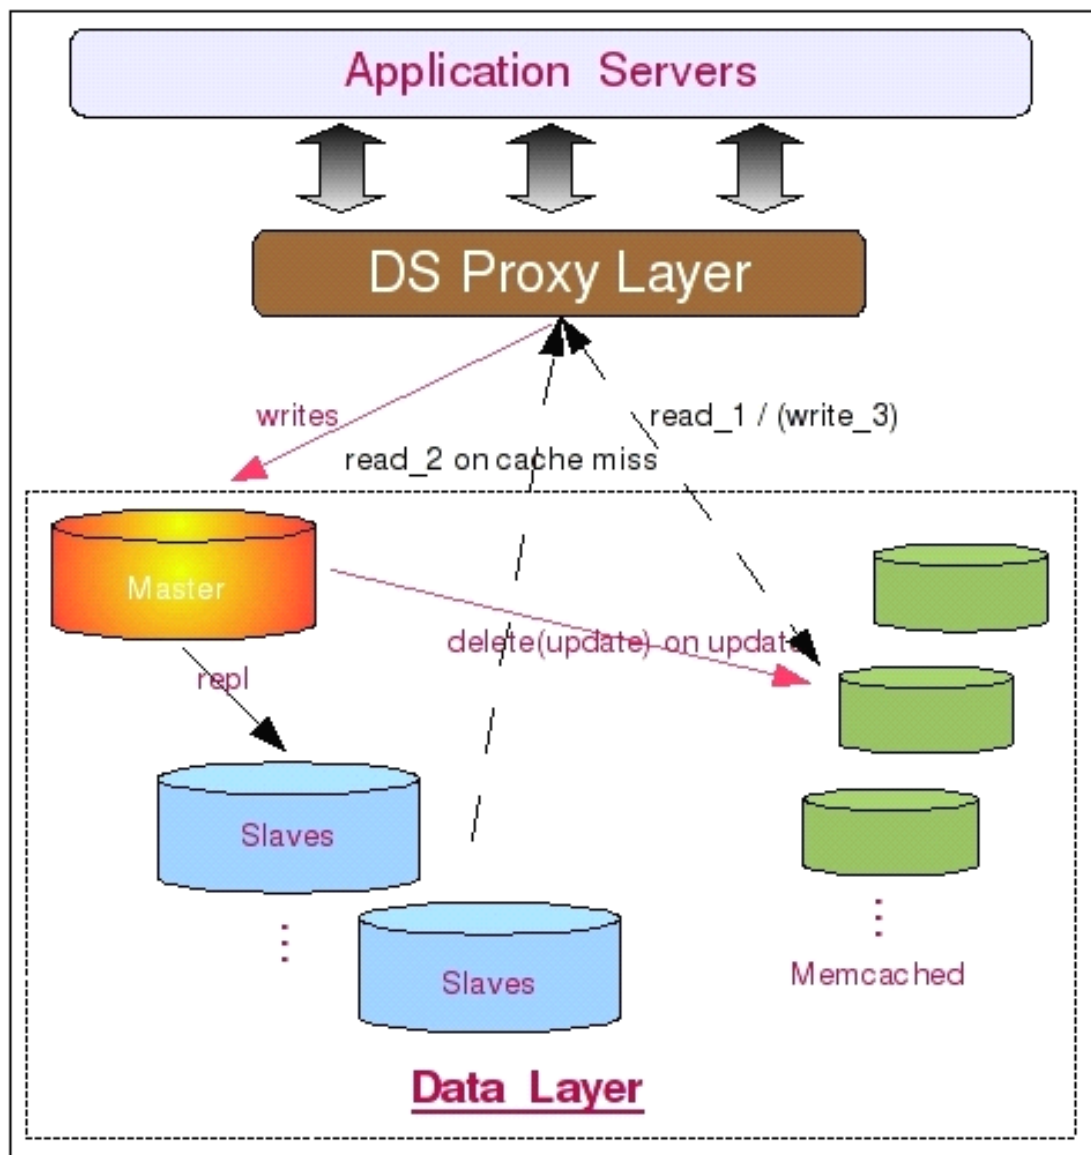 Application Servers
DS Proxy Layer
writes
read_1 / (write_3)
read_2 on cache miss
Master
delete(update) on update
repl
Slaves
Slaves
Memcached
Data Layer